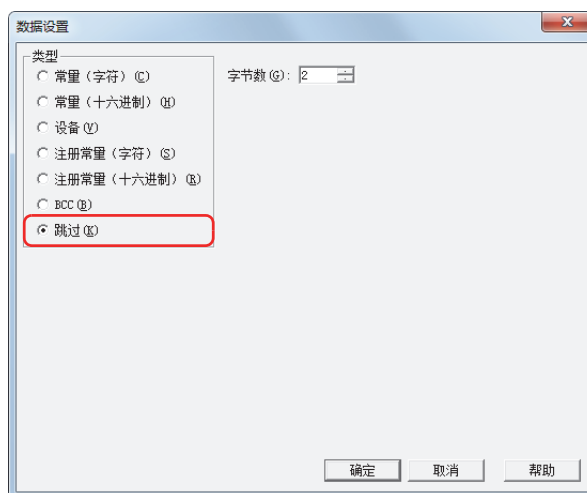 数据设置
类型
常量（字符）(C)
字节数(G): 2
常量（十六进制）(H)
设备(V)
注册常量（字符）(S)
注册常量（十六进制）(R)
BCC(B)
跳过(K)
确定 取消 帮助